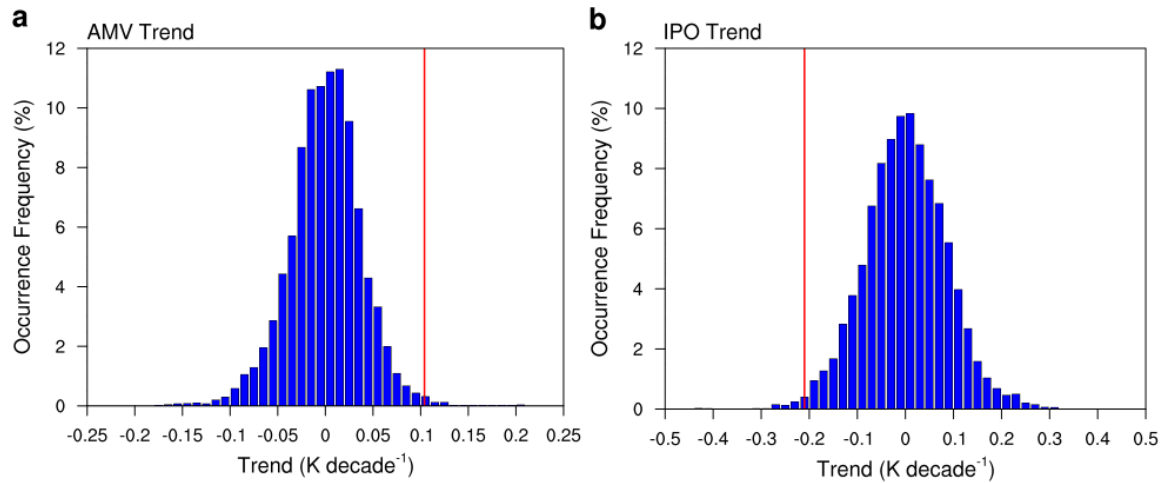 a
AMV Trend
Occurrence Frequency (%)
12
10
8
6
4
2
0
-0.25 -0.2 -0.15 -0.1 -0.05 0 0.05 0.1 0.15 0.2 0.25
Trend (K decade⁻¹)
b
IPO Trend
Occurrence Frequency (%)
12
10
8
6
4
2
0
-0.5 -0.4 -0.3 -0.2 -0.1 0 0.1 0.2 0.3 0.4 0.5
Trend (K decade⁻¹)